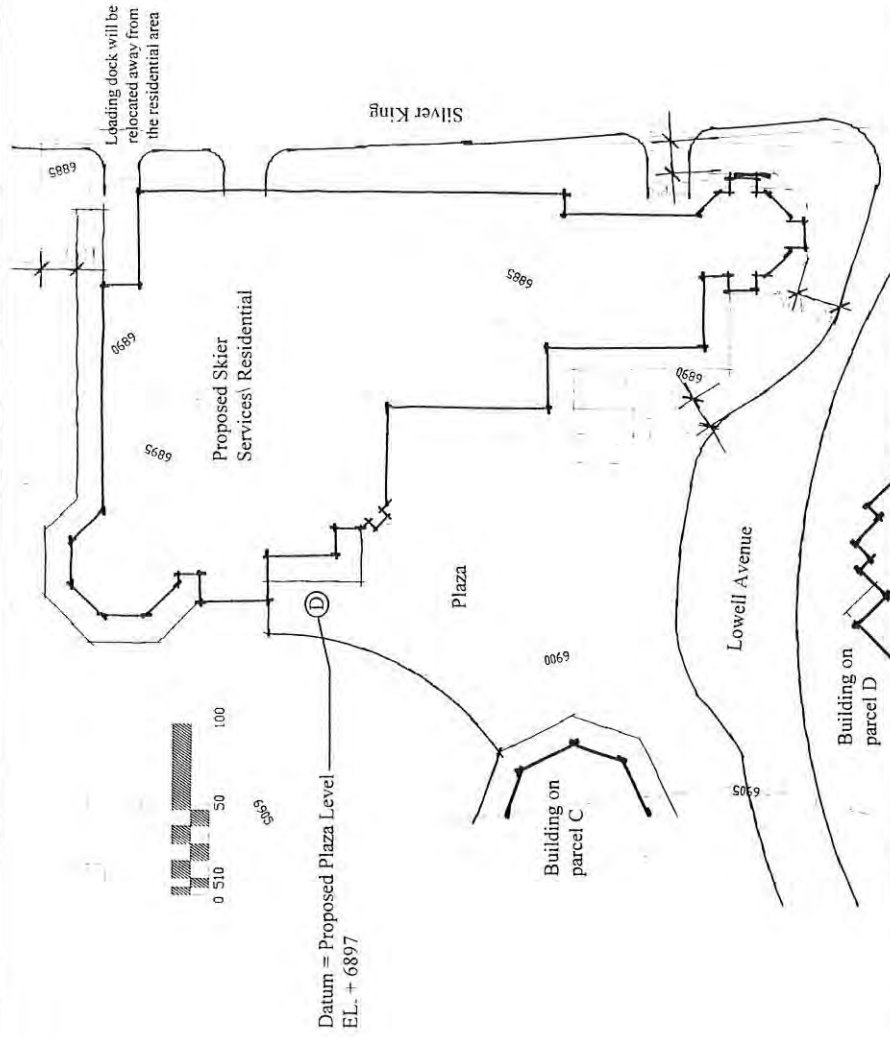 Loading dock will be
relocated away from
the residential area
Silver King
6885
6890
6895
Proposed Skier
Services\ Residential
6885
6890
Plaza
D
6900
Lowell Avenue
0 510 50 100
6905
Datum = Proposed Plaza Level
EL. + 6897
Building on
parcel C
6905
Building on
parcel D